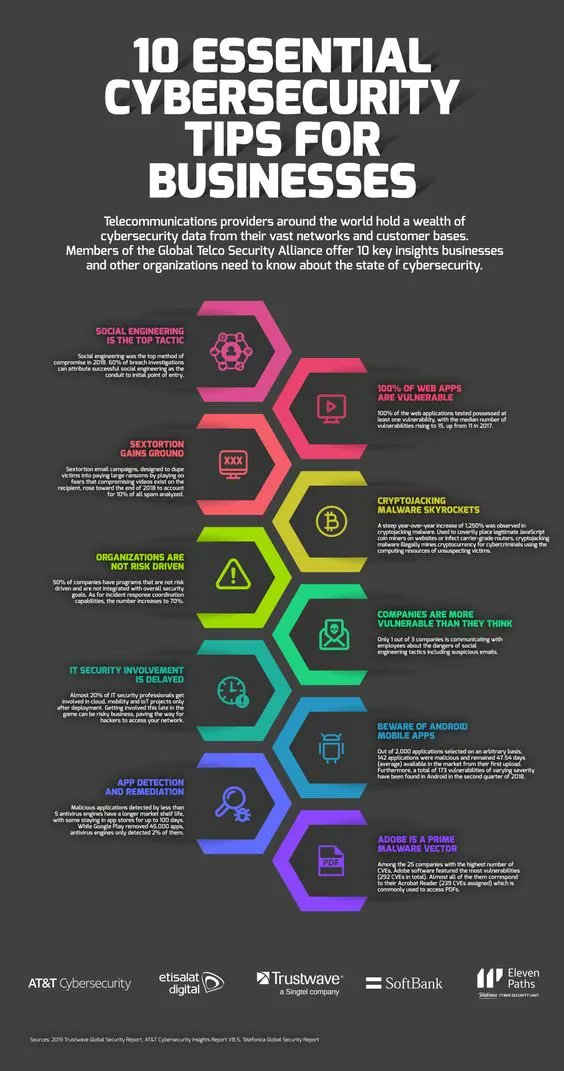 10 ESSENTIAL
CYBERSECURITY
TIPS FOR
BUSINESSES
Telecommunications providers around the world hold a wealth of
cybersecurity data from their vast networks and customer bases.
Members of the Global Telco Security Alliance offer 10 key insights businesses
and other organizations need to know about the state of cybersecurity.
SOCIAL ENGINEERING
IS THE TOP TACTIC
Social engineering was the top method of
compromise in 2018. 60% of breach investigations
can attribute successful social engineering as the
conduit to initial point of entry.
100% OF WEB APPS
ARE VULNERABLE
100% of the web applications tested possessed at
least one vulnerability, with the median number of
vulnerabilities rising to 15, up from 11 in 2017.
SEXTORTION
GAINS GROUND
Sextortion email campaigns, designed to dupe
victims into paying large ransoms by playing on
fears that compromising videos exist on the
recipient, rose toward the end of 2018 to account
for 10% of all spam analyzed.
XXX
CRYPTOJACKING
MALWARE SKYROCKETS
A steep year-over-year increase of 1,250% was observed in
cryptojacking malware. Used to covertly place legitimate JavaScript
coin miners on websites or infect carrier-grade routers, cryptojacking
malware illegally mines cryptocurrency for cybercriminals using the
computing resources of unsuspecting victims.
ORGANIZATIONS ARE
NOT RISK DRIVEN
50% of companies have programs that are not risk
driven and are not integrated with overall security
goals. As for incident response coordination
capabilities, the number increases to 70%.
COMPANIES ARE MORE
VULNERABLE THAN THEY THINK
Only 1 out of 3 companies is communicating with
employees about the dangers of social
engineering tactics including suspicious emails.
IT SECURITY INVOLVEMENT
IS DELAYED
Almost 20% of IT security professionals get
involved in cloud, mobility and IoT projects only
after deployment. Getting involved this late in the
game can be risky business, paving the way for
hackers to access your network.
BEWARE OF ANDROID
MOBILE APPS
Out of 2,000 applications selected on an arbitrary basis,
142 applications were malicious and remained 47.54 days
(average) available in the market from their first upload.
Furthermore, a total of 173 vulnerabilities of varying severity
have been found in Android in the second quarter of 2018.
APP DETECTION
AND REMEDIATION
Malicious applications detected by less than
5 antivirus engines have a longer market shelf life,
with some staying in app stores for up to 100 days.
While Google Play removed 45,000 apps,
antivirus engines only detected 2% of them.
PDF
ADOBE IS A PRIME
MALWARE VECTOR
Among the 25 companies with the highest number of
CVEs, Adobe software featured the most vulnerabilities
(292 CVEs in total). Almost all of them correspond
to their Acrobat Reader (239 CVEs assigned) which is
commonly used to access PDFs.
AT&T Cybersecurity
etisalat
digital
Trustwave®
a Singtel company
SoftBank
Eleven
Paths
Telefónica CYBER SECURITY UNIT
Sources: 2019 Trustwave Global Security Report, AT&T Cybersecurity Insights Report V8.5, Telefonica Global Security Report